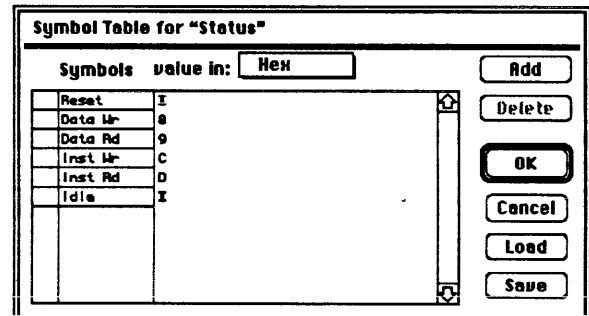 Symbol Table for “Status”
Symbols value in: Hex
Add
Delete
OK
Cancel
Load
Save
Reset X
Data Wr 8
Data Rd 9
Inst Wr C
Inst Rd D
Idle X